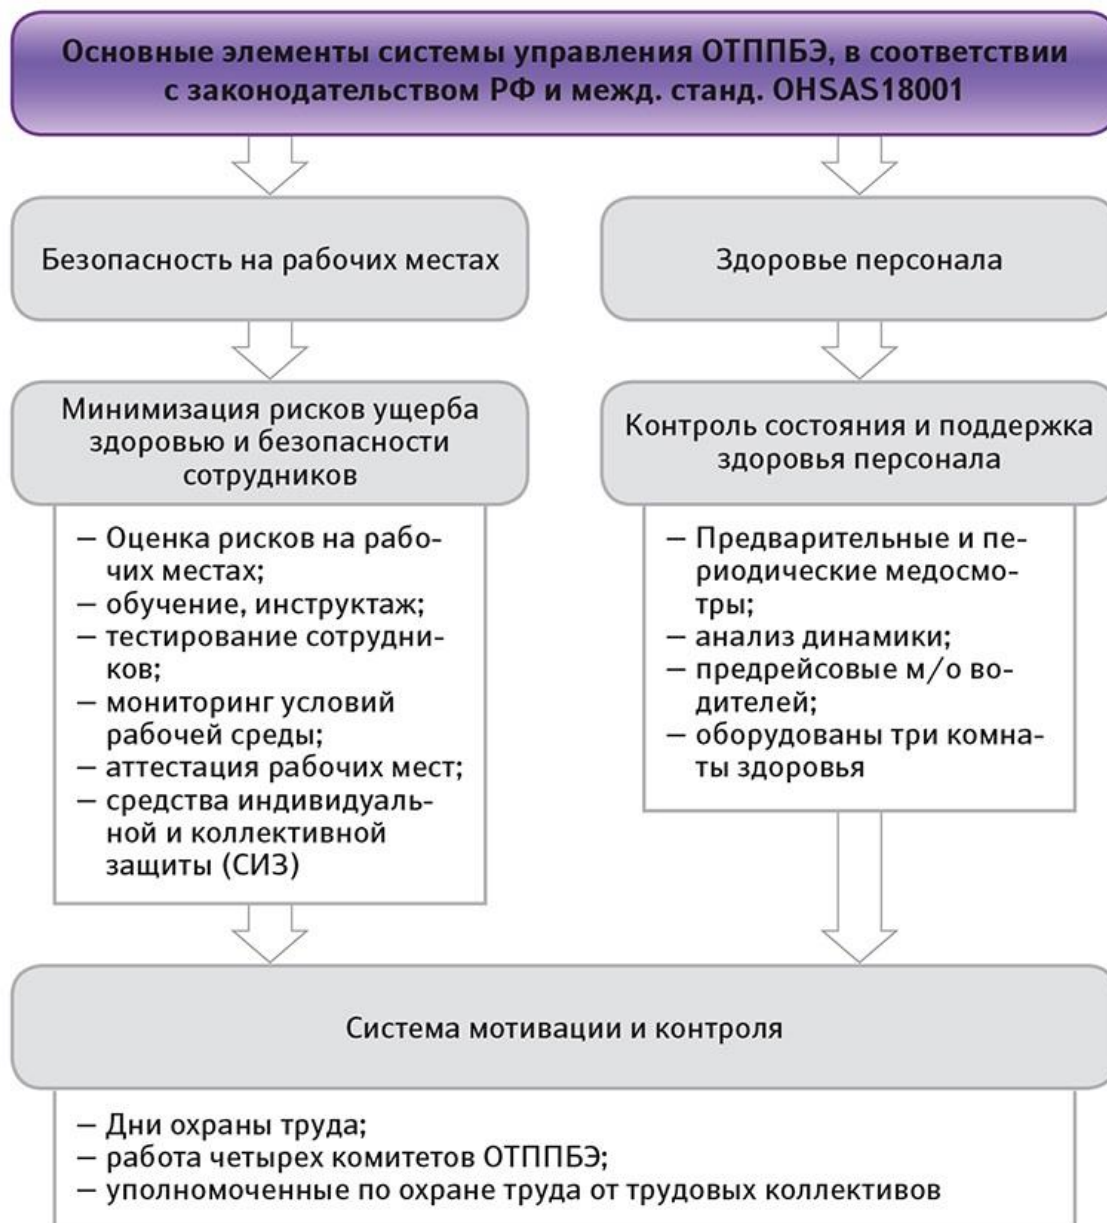 Основные элементы системы управления ОТППБЭ, в соответствии
с законодательством РФ и межд. станд. OHSAS18001
Безопасность на рабочих местах
Здоровье персонала
Минимизация рисков ущерба
здоровью и безопасности
сотрудников
Контроль состояния и поддержка
здоровья персонала
— Оценка рисков на рабо-
чих местах;
— обучение, инструктаж;
— тестирование сотрудни-
ков;
— мониторинг условий
рабочей среды;
— аттестация рабочих мест;
— средства индивидуаль-
ной и коллективной
защиты (СИЗ)
— Предварительные и пе-
риодические медосмо-
тры;
— анализ динамики;
— предрейсовые м/о во-
дителей;
— оборудованы три комна-
ты здоровья
Система мотивации и контроля
— Дни охраны труда;
— работа четырех комитетов ОТППБЭ;
— уполномоченные по охране труда от трудовых коллективов